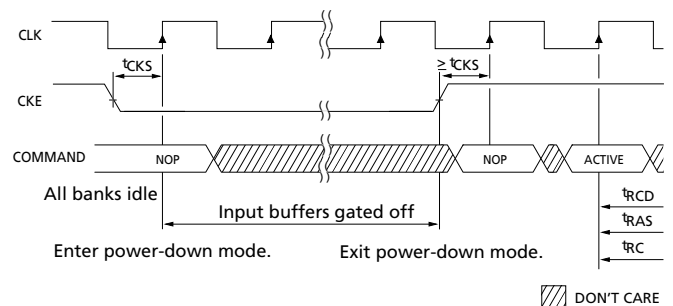 CLK
tCKS
≥ tCKS
CKE
COMMAND
NOP
NOP
ACTIVE
All banks idle
Input buffers gated off
tRCD
tRAS
tRC
Enter power-down mode.
Exit power-down mode.
DON'T CARE